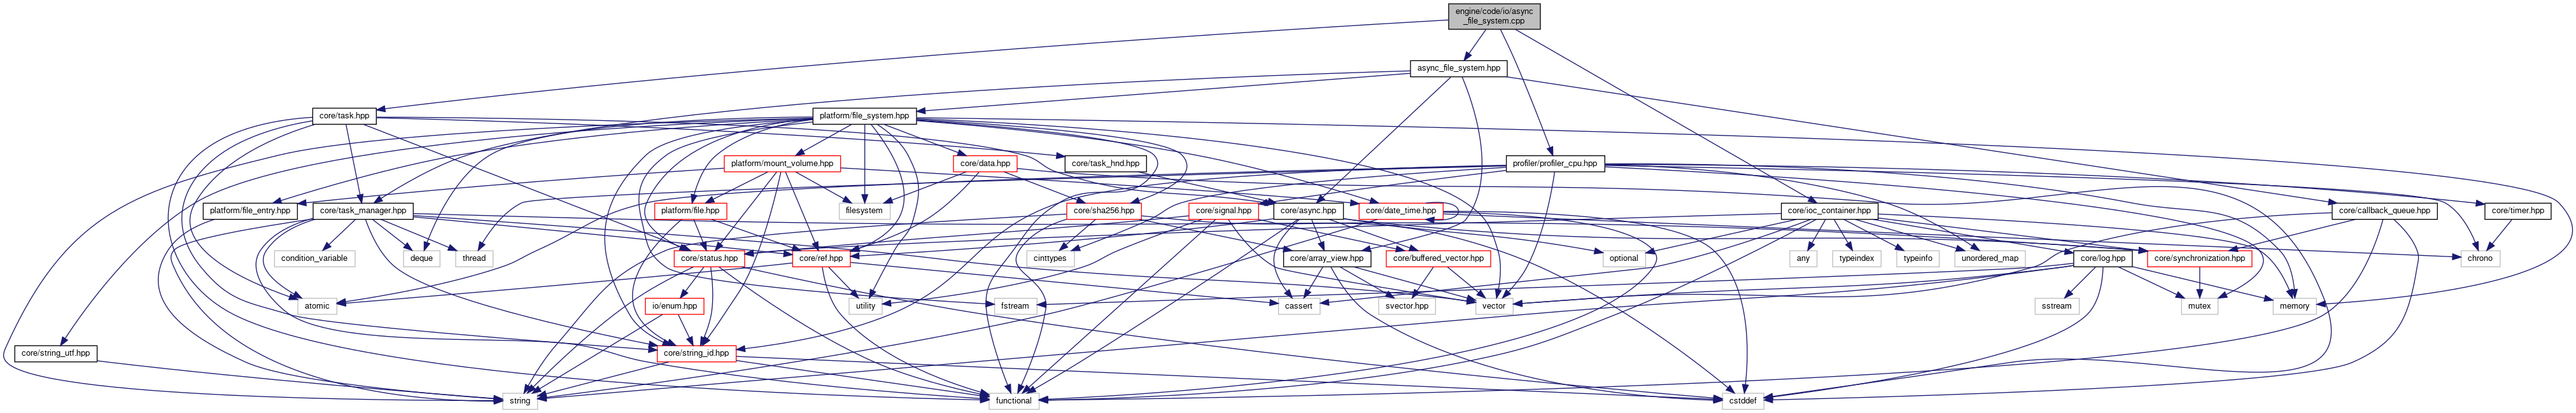 engine/code/io/async
_file_system.cpp
async_file_system.hpp
core/task.hpp
platform/file_system.hpp
platform/mount_volume.hpp
core/data.hpp
core/task_hnd.hpp
profiler/profiler_cpu.hpp
platform/file_entry.hpp
core/task_manager.hpp
platform/file.hpp
filesystem
core/sha256.hpp
core/signal.hpp
core/async.hpp
core/date_time.hpp
core/ioc_container.hpp
core/callback_queue.hpp
core/timer.hpp
condition_variable
deque
thread
core/status.hpp
core/ref.hpp
cinttypes
core/array_view.hpp
core/buffered_vector.hpp
optional
any
typeindex
typeinfo
unordered_map
core/log.hpp
core/synchronization.hpp
chrono
atomic
io/enum.hpp
utility
fstream
cassert
svector.hpp
vector
sstream
mutex
memory
core/string_utf.hpp
core/string_id.hpp
string
functional
cstddef